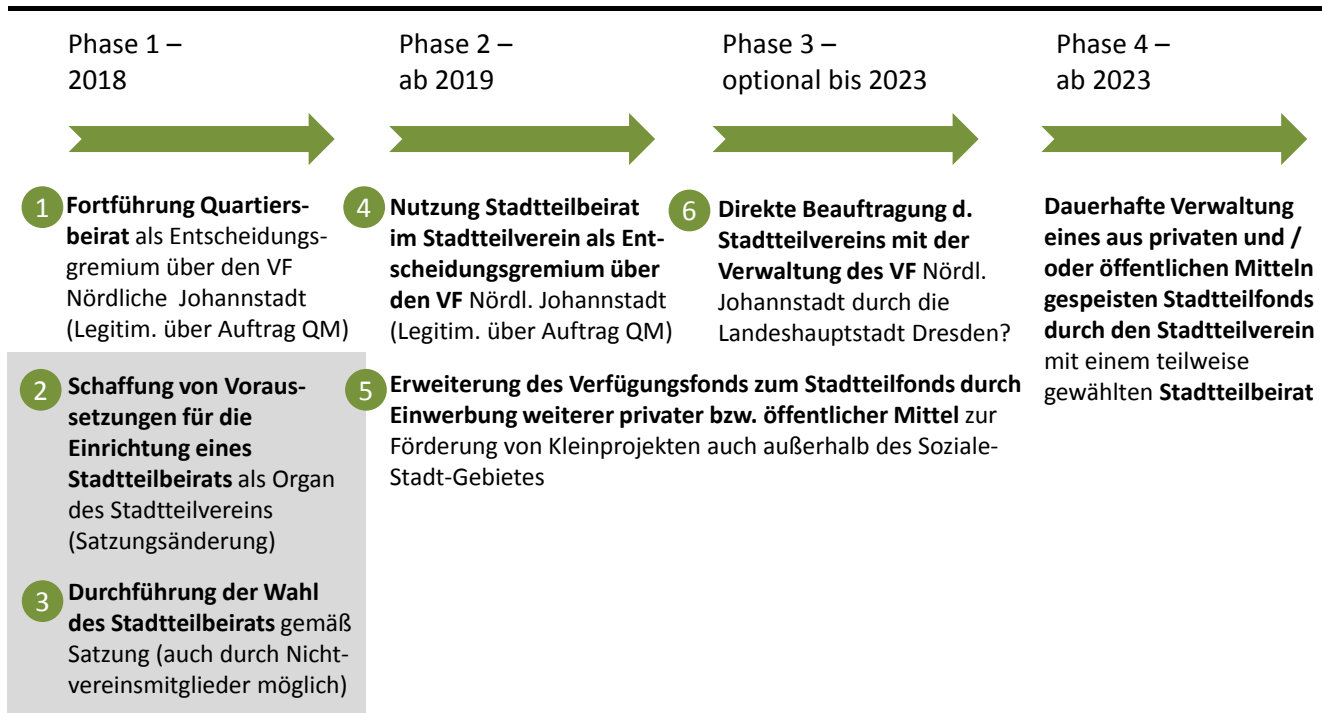 Phase 1 –
2018
Phase 2 –
ab 2019
Phase 3 –
optional bis 2023
Phase 4 –
ab 2023
1 Fortführung Quartiers-
beirat als Entscheidungs-
gremium über den VF
Nördliche Johannstadt
(Legitim. über Auftrag QM)
2 Schaffung von Voraus-
setzungen für die
Einrichtung eines
Stadtteilbeirats als Organ
des Stadtteilvereins
(Satzungsänderung)
3 Durchführung der Wahl
des Stadtteilbeirats gemäß
Satzung (auch durch Nicht-
vereinsmitglieder möglich)
4 Nutzung Stadtteilbeirat
im Stadtteilverein als Ent-
scheidungsgremium über
den VF Nördl. Johannstadt
(Legitim. über Auftrag QM)
5 Erweiterung des Verfügungsfonds zum Stadtteilfonds durch
Einwerbung weiterer privater bzw. öffentlicher Mittel zur
Förderung von Kleinprojekten auch außerhalb des Soziale-
Stadt-Gebietes
6 Direkte Beauftragung d.
Stadtteilvereins mit der
Verwaltung des VF Nördl.
Johannstadt durch die
Landeshauptstadt Dresden?
Dauerhafte Verwaltung
eines aus privaten und /
oder öffentlichen Mitteln
gespeisten Stadtteilfonds
durch den Stadtteilverein
mit einem teilweise
gewählten Stadtteilbeirat